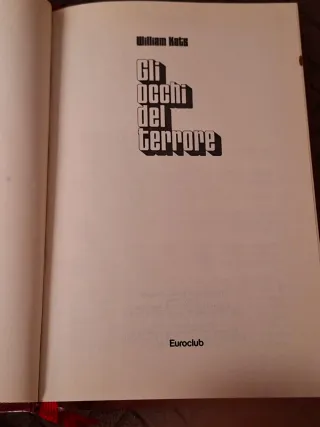 William Katz
Gli
occhi
del
terrore
Euroclub